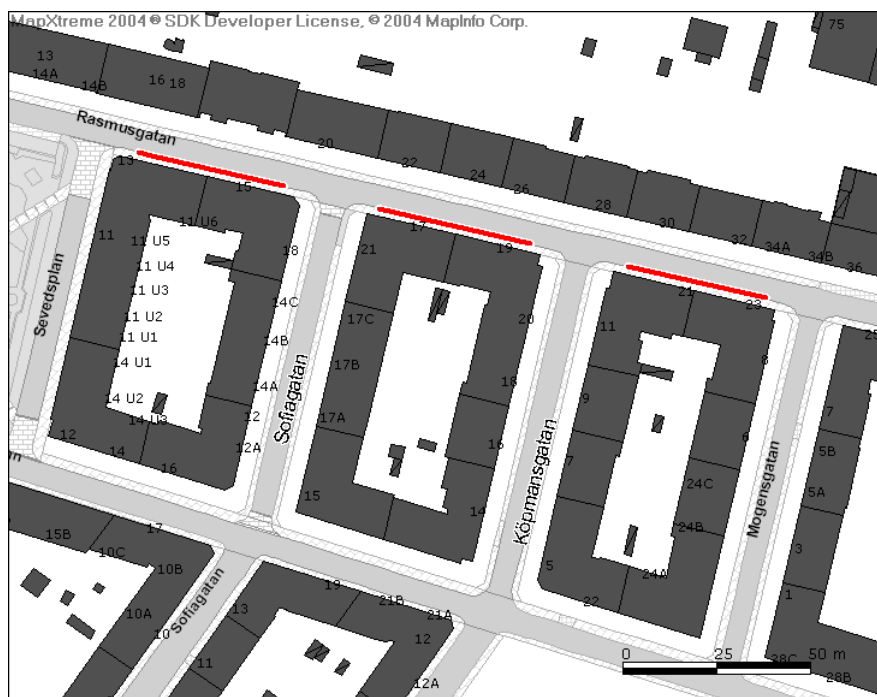 MapXtreme 2004 ® SDK Developer License, © 2004 MapInfo Corp.
75
13
14A
14B
16
18
Rasmusgatan
20
22
24
26
28
30
32
34A
34B
36
13
15
17
19
21
23
25
11
11 U6
11 U5
11 U4
11 U3
11 U2
11 U1
14 U1
14 U2
14 U3
12
14
16
18
14C
14B
14A
12
12A
Sevedsplan
Sofiagatan
21
17C
17B
17A
15
20
18
16
14
Köpmansgatan
11
9
7
5
22
8
6
24C
24B
24A
Mogensgatan
7
5B
5A
3
1
28C
28B
15B
17
10C
10B
10A
10
Sofiagatan
13
11
19
21B
21A
12
12A
0 25 50 m